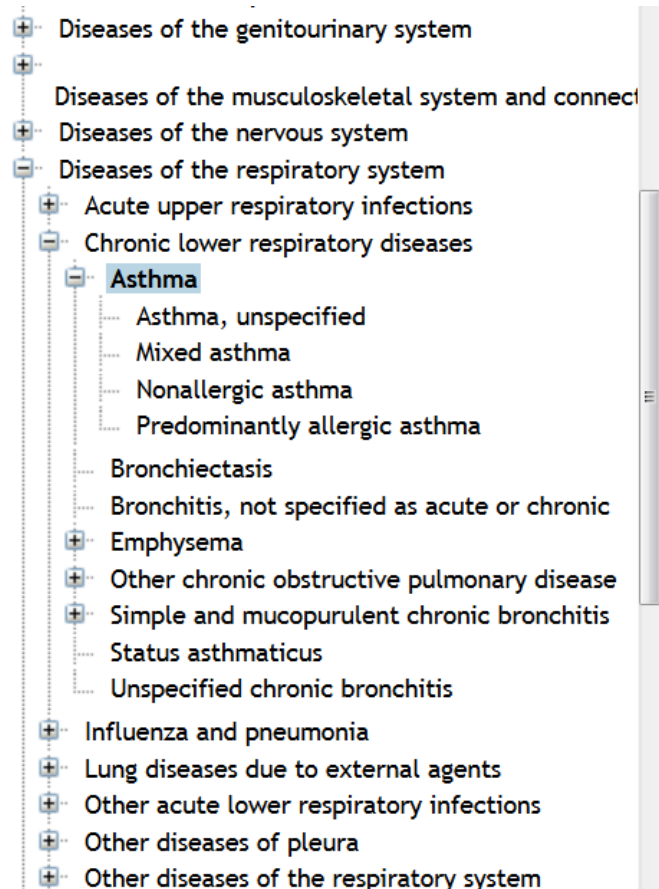 Diseases of the genitourinary system
Diseases of the musculoskeletal system and connect
Diseases of the nervous system
Diseases of the respiratory system
Acute upper respiratory infections
Chronic lower respiratory diseases
Asthma
Asthma, unspecified
Mixed asthma
Nonallergic asthma
Predominantly allergic asthma
Bronchiectasis
Bronchitis, not specified as acute or chronic
Emphysema
Other chronic obstructive pulmonary disease
Simple and mucopurulent chronic bronchitis
Status asthmaticus
Unspecified chronic bronchitis
Influenza and pneumonia
Lung diseases due to external agents
Other acute lower respiratory infections
Other diseases of pleura
Other diseases of the respiratory system